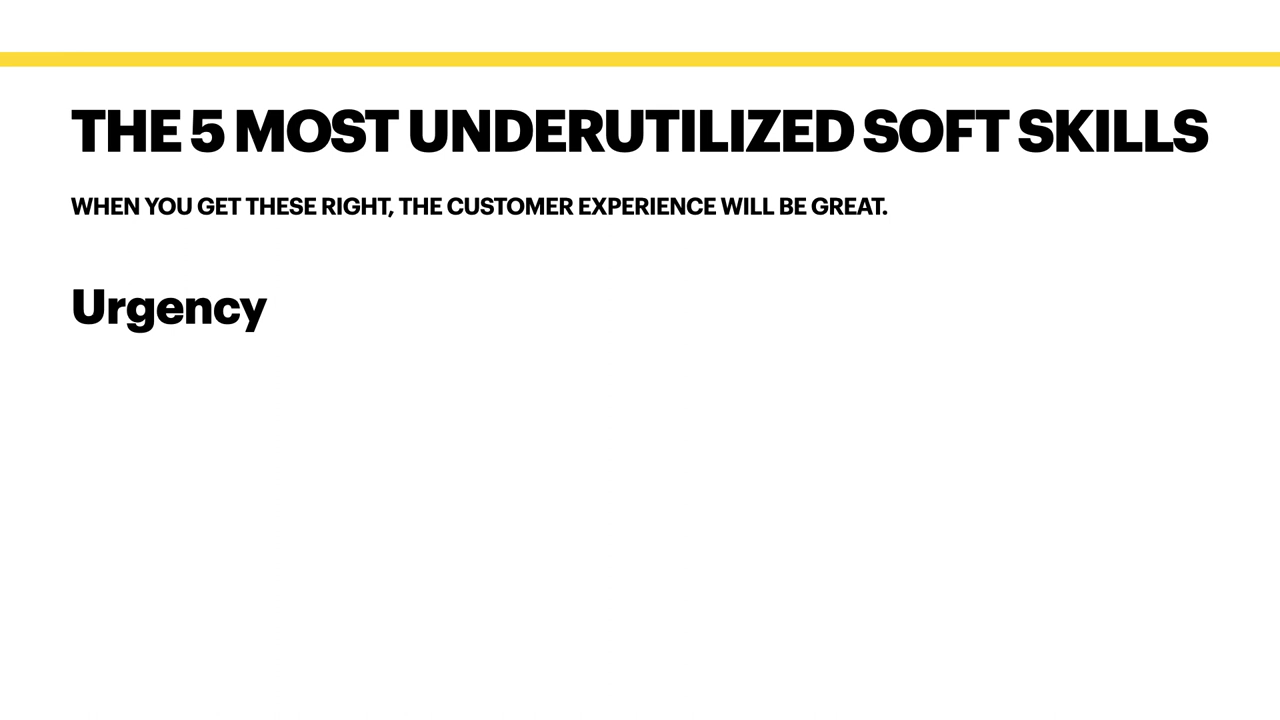 THE 5 MOST UNDERUTILIZED SOFT SKILLS
WHEN YOU GET THESE RIGHT, THE CUSTOMER EXPERIENCE WILL BE GREAT.
Urgency